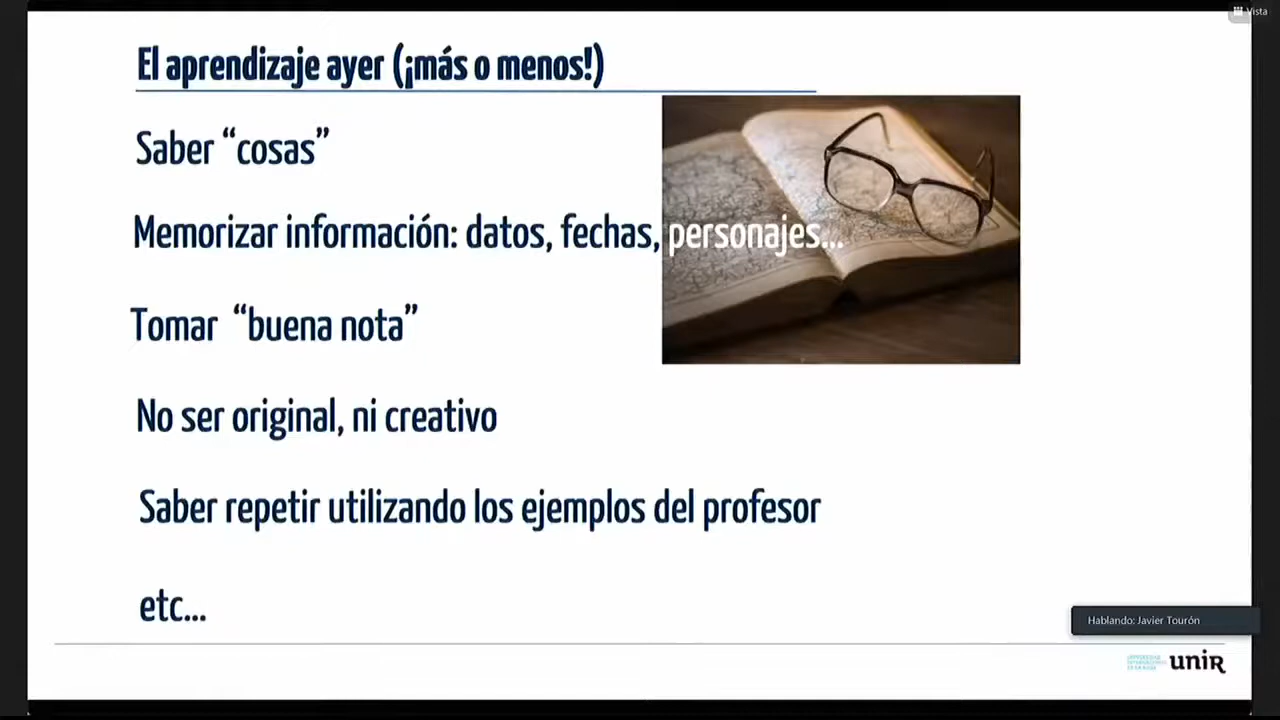 Vista
El aprendizaje ayer (¡más o menos!)
Saber “cosas”
Memorizar información: datos, fechas, personajes...
Tomar “buena nota”
No ser original, ni creativo
Saber repetir utilizando los ejemplos del profesor
etc...
Hablando: Javier Tourón
unir